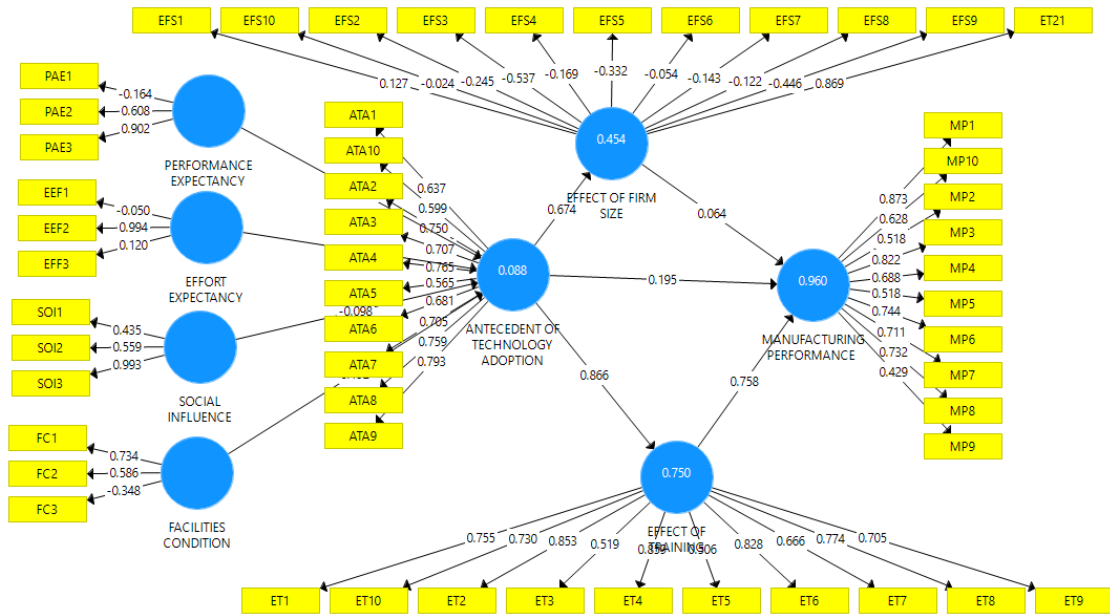 EFS1 EFS10 EFS2 EFS3 EFS4 EFS5 EFS6 EFS7 EFS8 EFS9 ET21
0.127 -0.024 -0.245 -0.537 -0.169 -0.332 -0.054 -0.143 -0.122 -0.446 0.869
0.454
EFFECT OF FIRM
SIZE
PAE1
PAE2
PAE3
-0.164
0.608
0.902
PERFORMANCE
EXPECTANCY
EEF1
EEF2
EFF3
-0.050
0.994
0.120
EFFORT
EXPECTANCY
SOI1
SOI2
SOI3
0.435
0.559
0.993
SOCIAL
INFLUENCE
FC1
FC2
FC3
0.734
0.586
-0.348
FACILITIES
CONDITION
ATA1
ATA10
ATA2
ATA3
ATA4
ATA5
ATA6
ATA7
ATA8
ATA9
0.637
0.599
0.750
0.707
0.765
0.565
0.681
0.705
0.759
0.793
-0.098
0.088
ANTECEDENT OF
TECHNOLOGY
ADOPTION
0.674
0.064
0.195
0.866
0.758
0.960
MANUFACTURING
PERFORMANCE
MP1
MP10
MP2
MP3
MP4
MP5
MP6
MP7
MP8
MP9
0.873
0.628
0.518
0.822
0.688
0.518
0.744
0.711
0.732
0.429
0.750
EFFECT OF
TRAINING
0.755 0.730 0.853 0.519 0.828 0.666 0.774 0.705
ET1 ET10 ET2 ET3 ET4 ET5 ET6 ET7 ET8 ET9